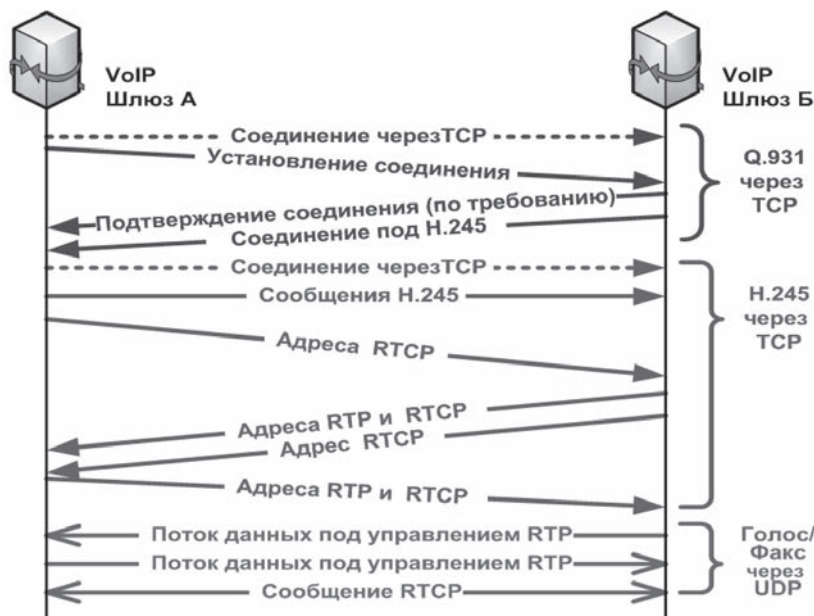 VoIP
Шлюз А
VoIP
Шлюз Б
Соединение черезTCP
Установление соединения
Подтверждение соединения (по требованию)
Соединение под H.245
Q.931
через
TCP
Соединение черезTCP
Сообщения H.245
Адреса RTCP
Адреса RTP и RTCP
Адрес RTCP
Адреса RTP и RTCP
H.245
через
TCP
Поток данных под управлением RTP
Поток данных под управлением RTP
Сообщение RTCP
Голос/
Факс
через
UDP